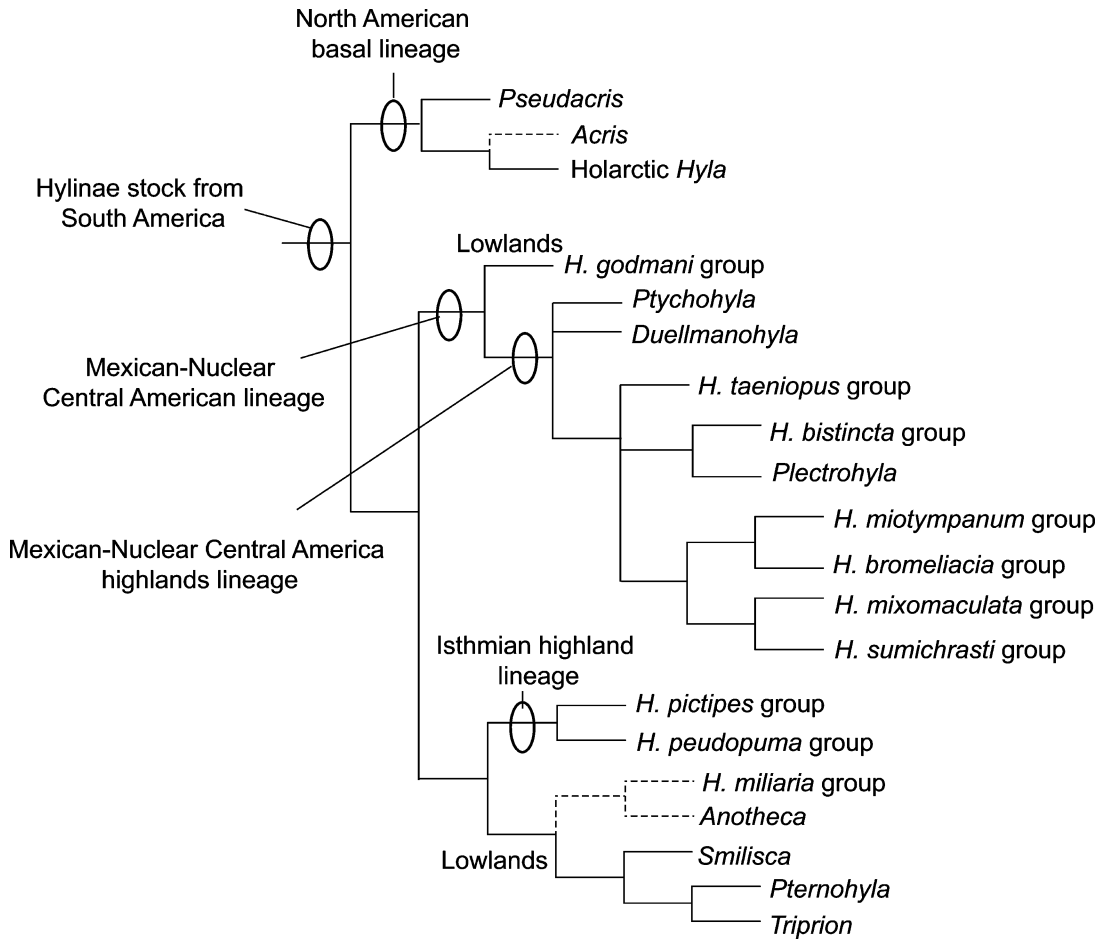 North American
basal lineage
Pseudacris
Acris
Holarctic Hyla
Hylinae stock from
South America
Lowlands
H. godmani group
Ptychohyla
Duellmanohyla
Mexican-Nuclear
Central American lineage
H. taeniopus group
H. bistincta group
Plectrohyla
H. miotympanum group
Mexican-Nuclear Central America
highlands lineage
H. bromeliacia group
H. mixomaculata group
H. sumichrasti group
Isthmian highland
lineage
H. pictipes group
H. peudopuma group
H. miliaria group
Anotheca
Lowlands
Smilisca
Pternohyla
Triprion